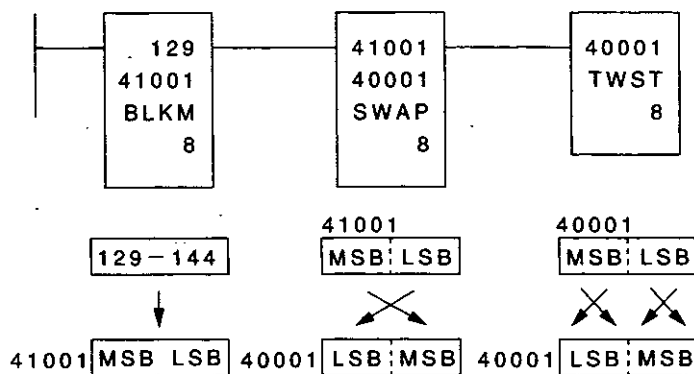 129 41001 40001
41001 40001 TWST
BLKM SWAP 8
8 8
41001 40001
129-144 MSB LSB MSB LSB
41001 MSB LSB 40001 LSB MSB 40001 LSB MSB